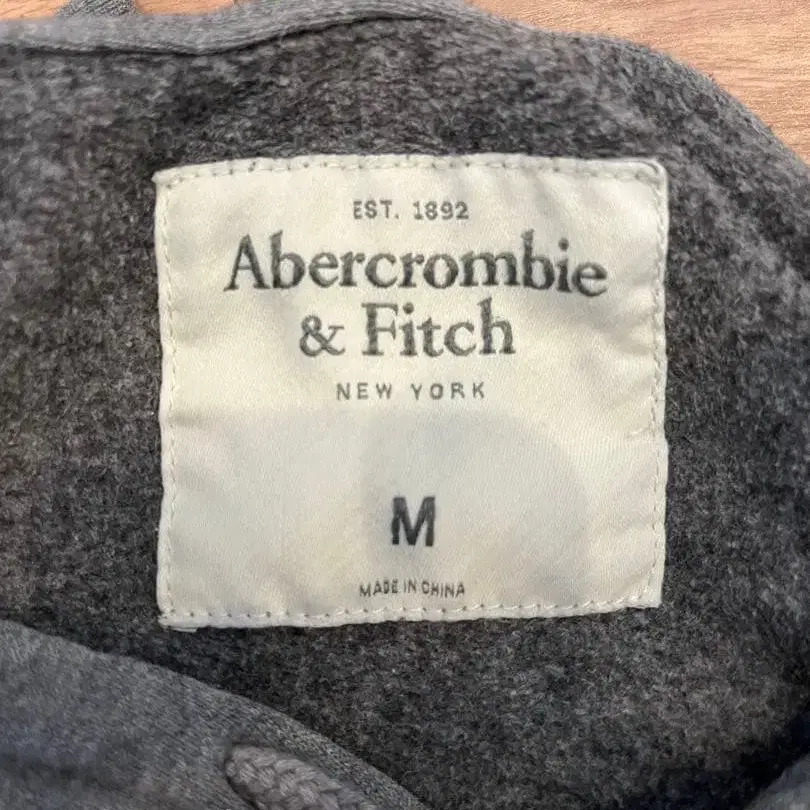 EST. 1892
Abercrombie
& Fitch
NEW YORK
M
MADE IN CHINA